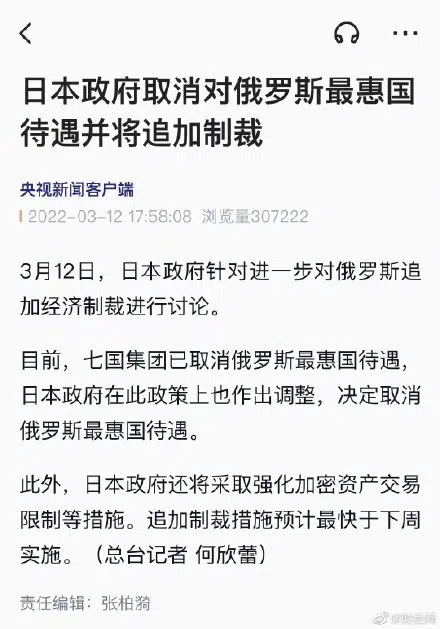 日本政府取消对俄罗斯最惠国
待遇并将追加制裁
央视新闻客户端
2022-03-12 17:58:08 浏览量307222
3月12日，日本政府针对进一步对俄罗斯追
加经济制裁进行讨论。
目前，七国集团已取消俄罗斯最惠国待遇，
日本政府在此政策上也作出调整，决定取消
俄罗斯最惠国待遇。
此外，日本政府还将采取强化加密资产交易
限制等措施。追加制裁措施预计最快于下周
实施。（总台记者 何欣蕾）
责任编辑：张柏漪